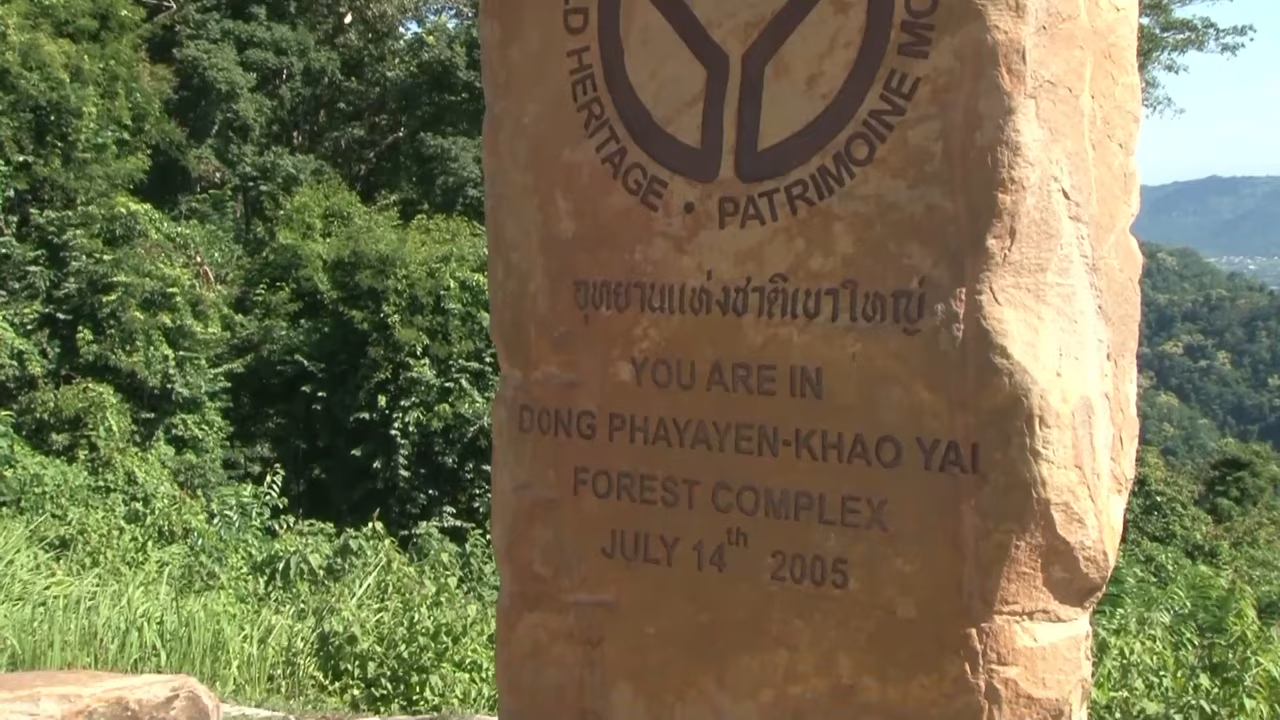 LD HERITAGE • PATRIMOINE MO
อุทยานแห่งชาติเขาใหญ่
YOU ARE IN
DONG PHAYAYEN-KHAO YAI
FOREST COMPLEX
JULY 14th 2005